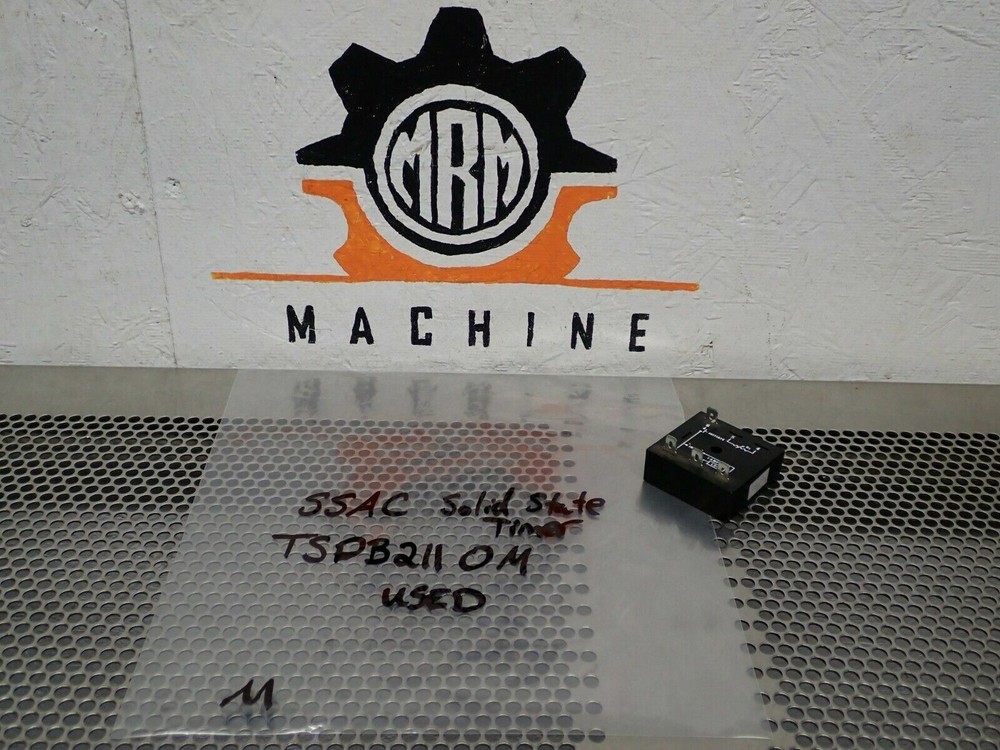 MRM
MACHINE
SSAC Solid State
Timer
TSDB2110M
USED
M